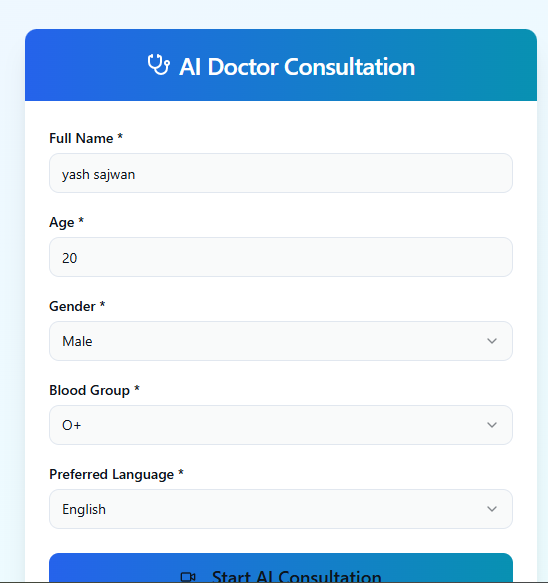 AI Doctor Consultation
Full Name *
yash sajwan
Age *
20
Gender *
Male
Blood Group *
O+
Preferred Language *
English
Start AI Consultation